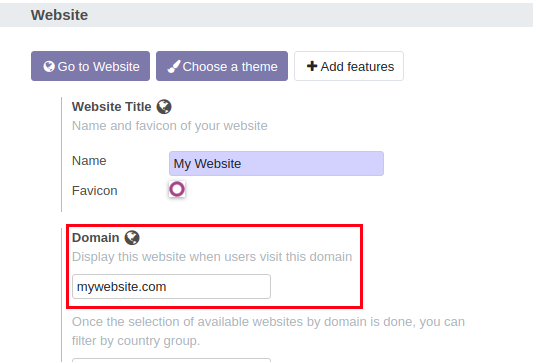 Website
Go to Website
Choose a theme
Add features
Website Title
Name and favicon of your website
Name
My Website
Favicon
Domain
Display this website when users visit this domain
mywebsite.com
Once the selection of available websites by domain is done, you can
filter by country group.